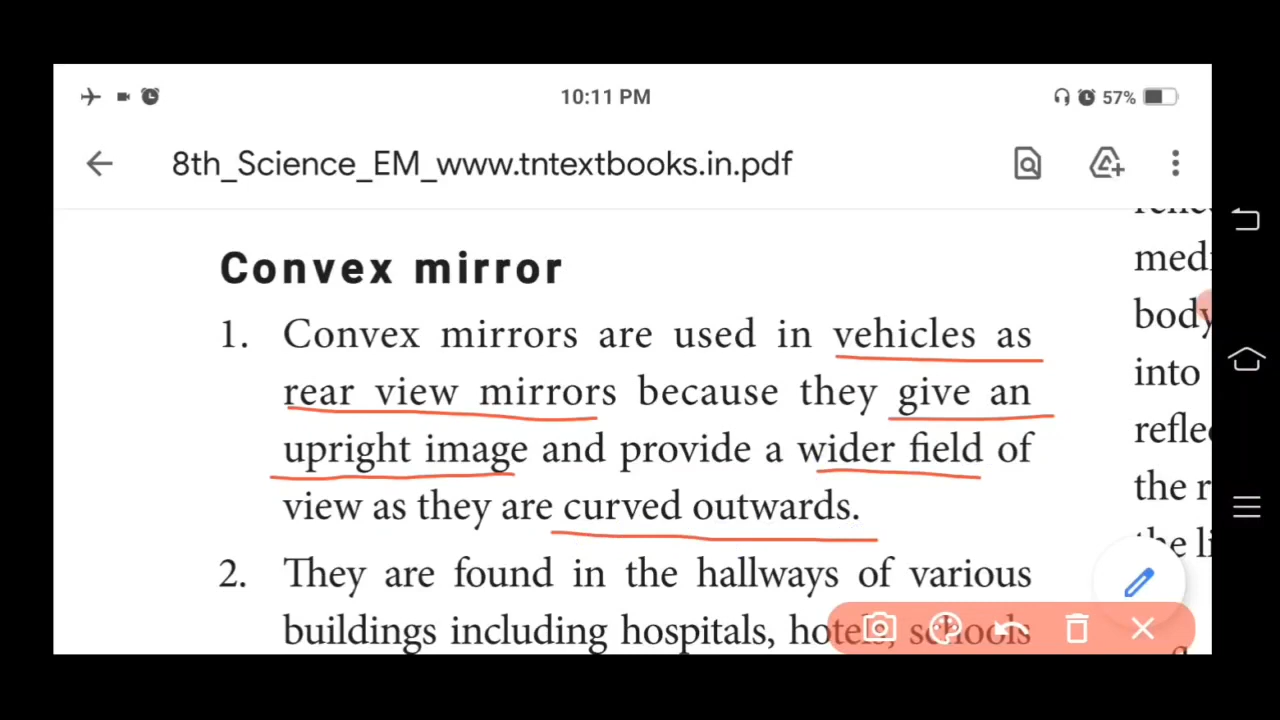 10:11 PM
57%
8th_Science_EM_www.tntextbooks.in.pdf
Convex mirror
1. Convex mirrors are used in vehicles as
rear view mirrors because they give an
upright image and provide a wider field of
view as they are curved outwards.
2. They are found in the hallways of various
buildings including hospitals, hotels, schools
body
into
the